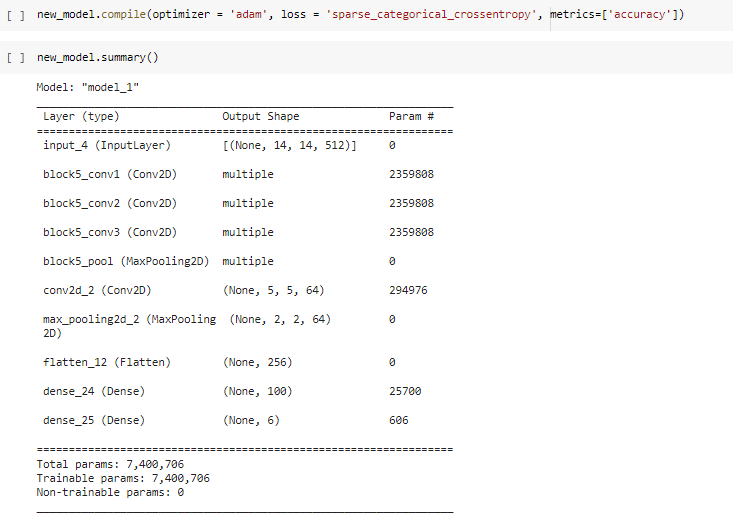 [ ] new_model.compile(optimizer = 'adam', loss = 'sparse_categorical_crossentropy', metrics=['accuracy'])
[ ] new_model.summary()
Model: "model_1"
_________________________________________________________________
Layer (type) Output Shape Param #
=================================================================
input_4 (InputLayer) [(None, 14, 14, 512)] 0
block5_conv1 (Conv2D) multiple 2359808
block5_conv2 (Conv2D) multiple 2359808
block5_conv3 (Conv2D) multiple 2359808
block5_pool (MaxPooling2D) multiple 0
conv2d_2 (Conv2D) (None, 5, 5, 64) 294976
max_pooling2d_2 (MaxPooling (None, 2, 2, 64) 0
2D)
flatten_12 (Flatten) (None, 256) 0
dense_24 (Dense) (None, 100) 25700
dense_25 (Dense) (None, 6) 606
=================================================================
Total params: 7,400,706
Trainable params: 7,400,706
Non-trainable params: 0
_________________________________________________________________